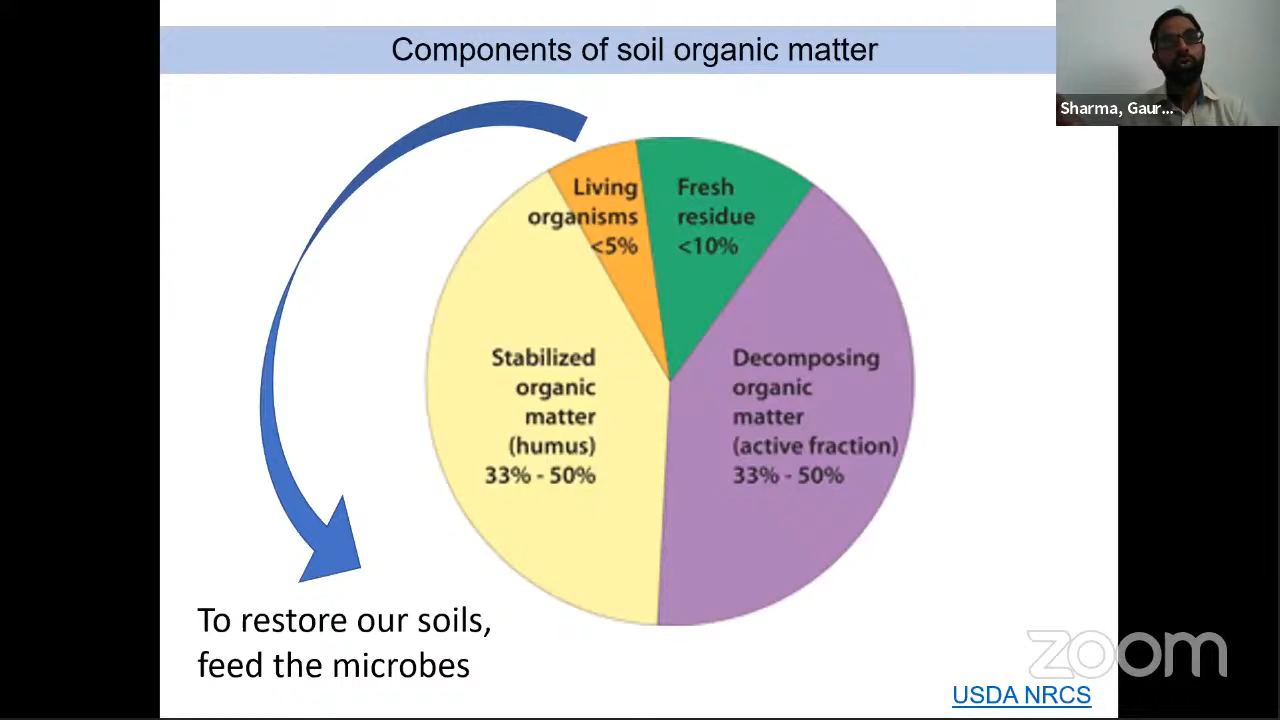 Components of soil organic matter
Sharma, Gaur...
Living
organisms
<5%
Fresh
residue
<10%
Stabilized
organic
matter
(humus)
33% - 50%
Decomposing
organic
matter
(active fraction)
33% - 50%
To restore our soils,
feed the microbes
zoom
USDA NRCS